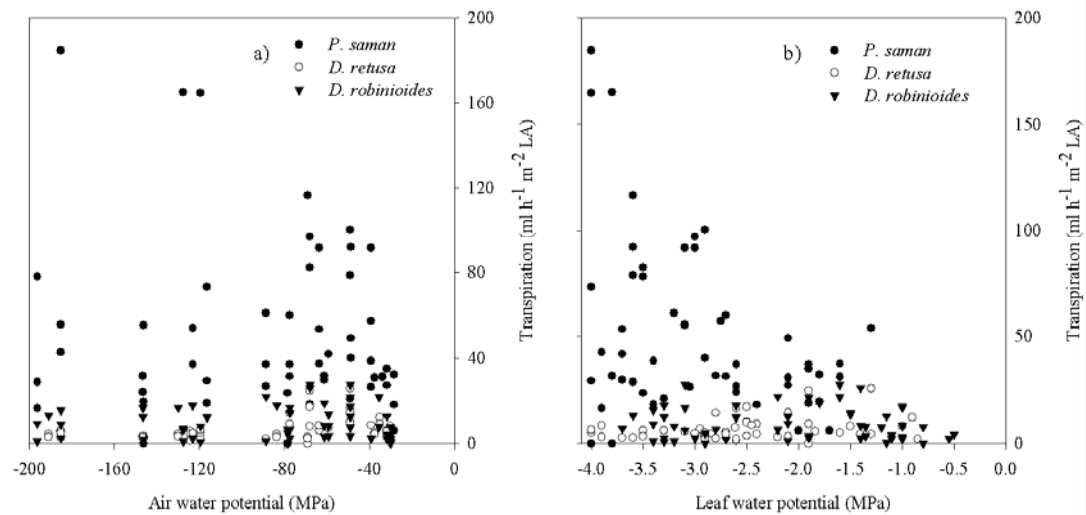 a)
P. saman
D. retusa
D. robinioides
200
160
120
80
40
0
Transpiration (ml h-1 m-2 LA)
-200
-160
-120
-80
-40
0
Air water potential (MPa)
b)
P. saman
D. retusa
D. robinioides
200
150
100
50
0
Transpiration (ml h-1 m-2 LA)
-4.0
-3.5
-3.0
-2.5
-2.0
-1.5
-1.0
-0.5
0.0
Leaf water potential (MPa)